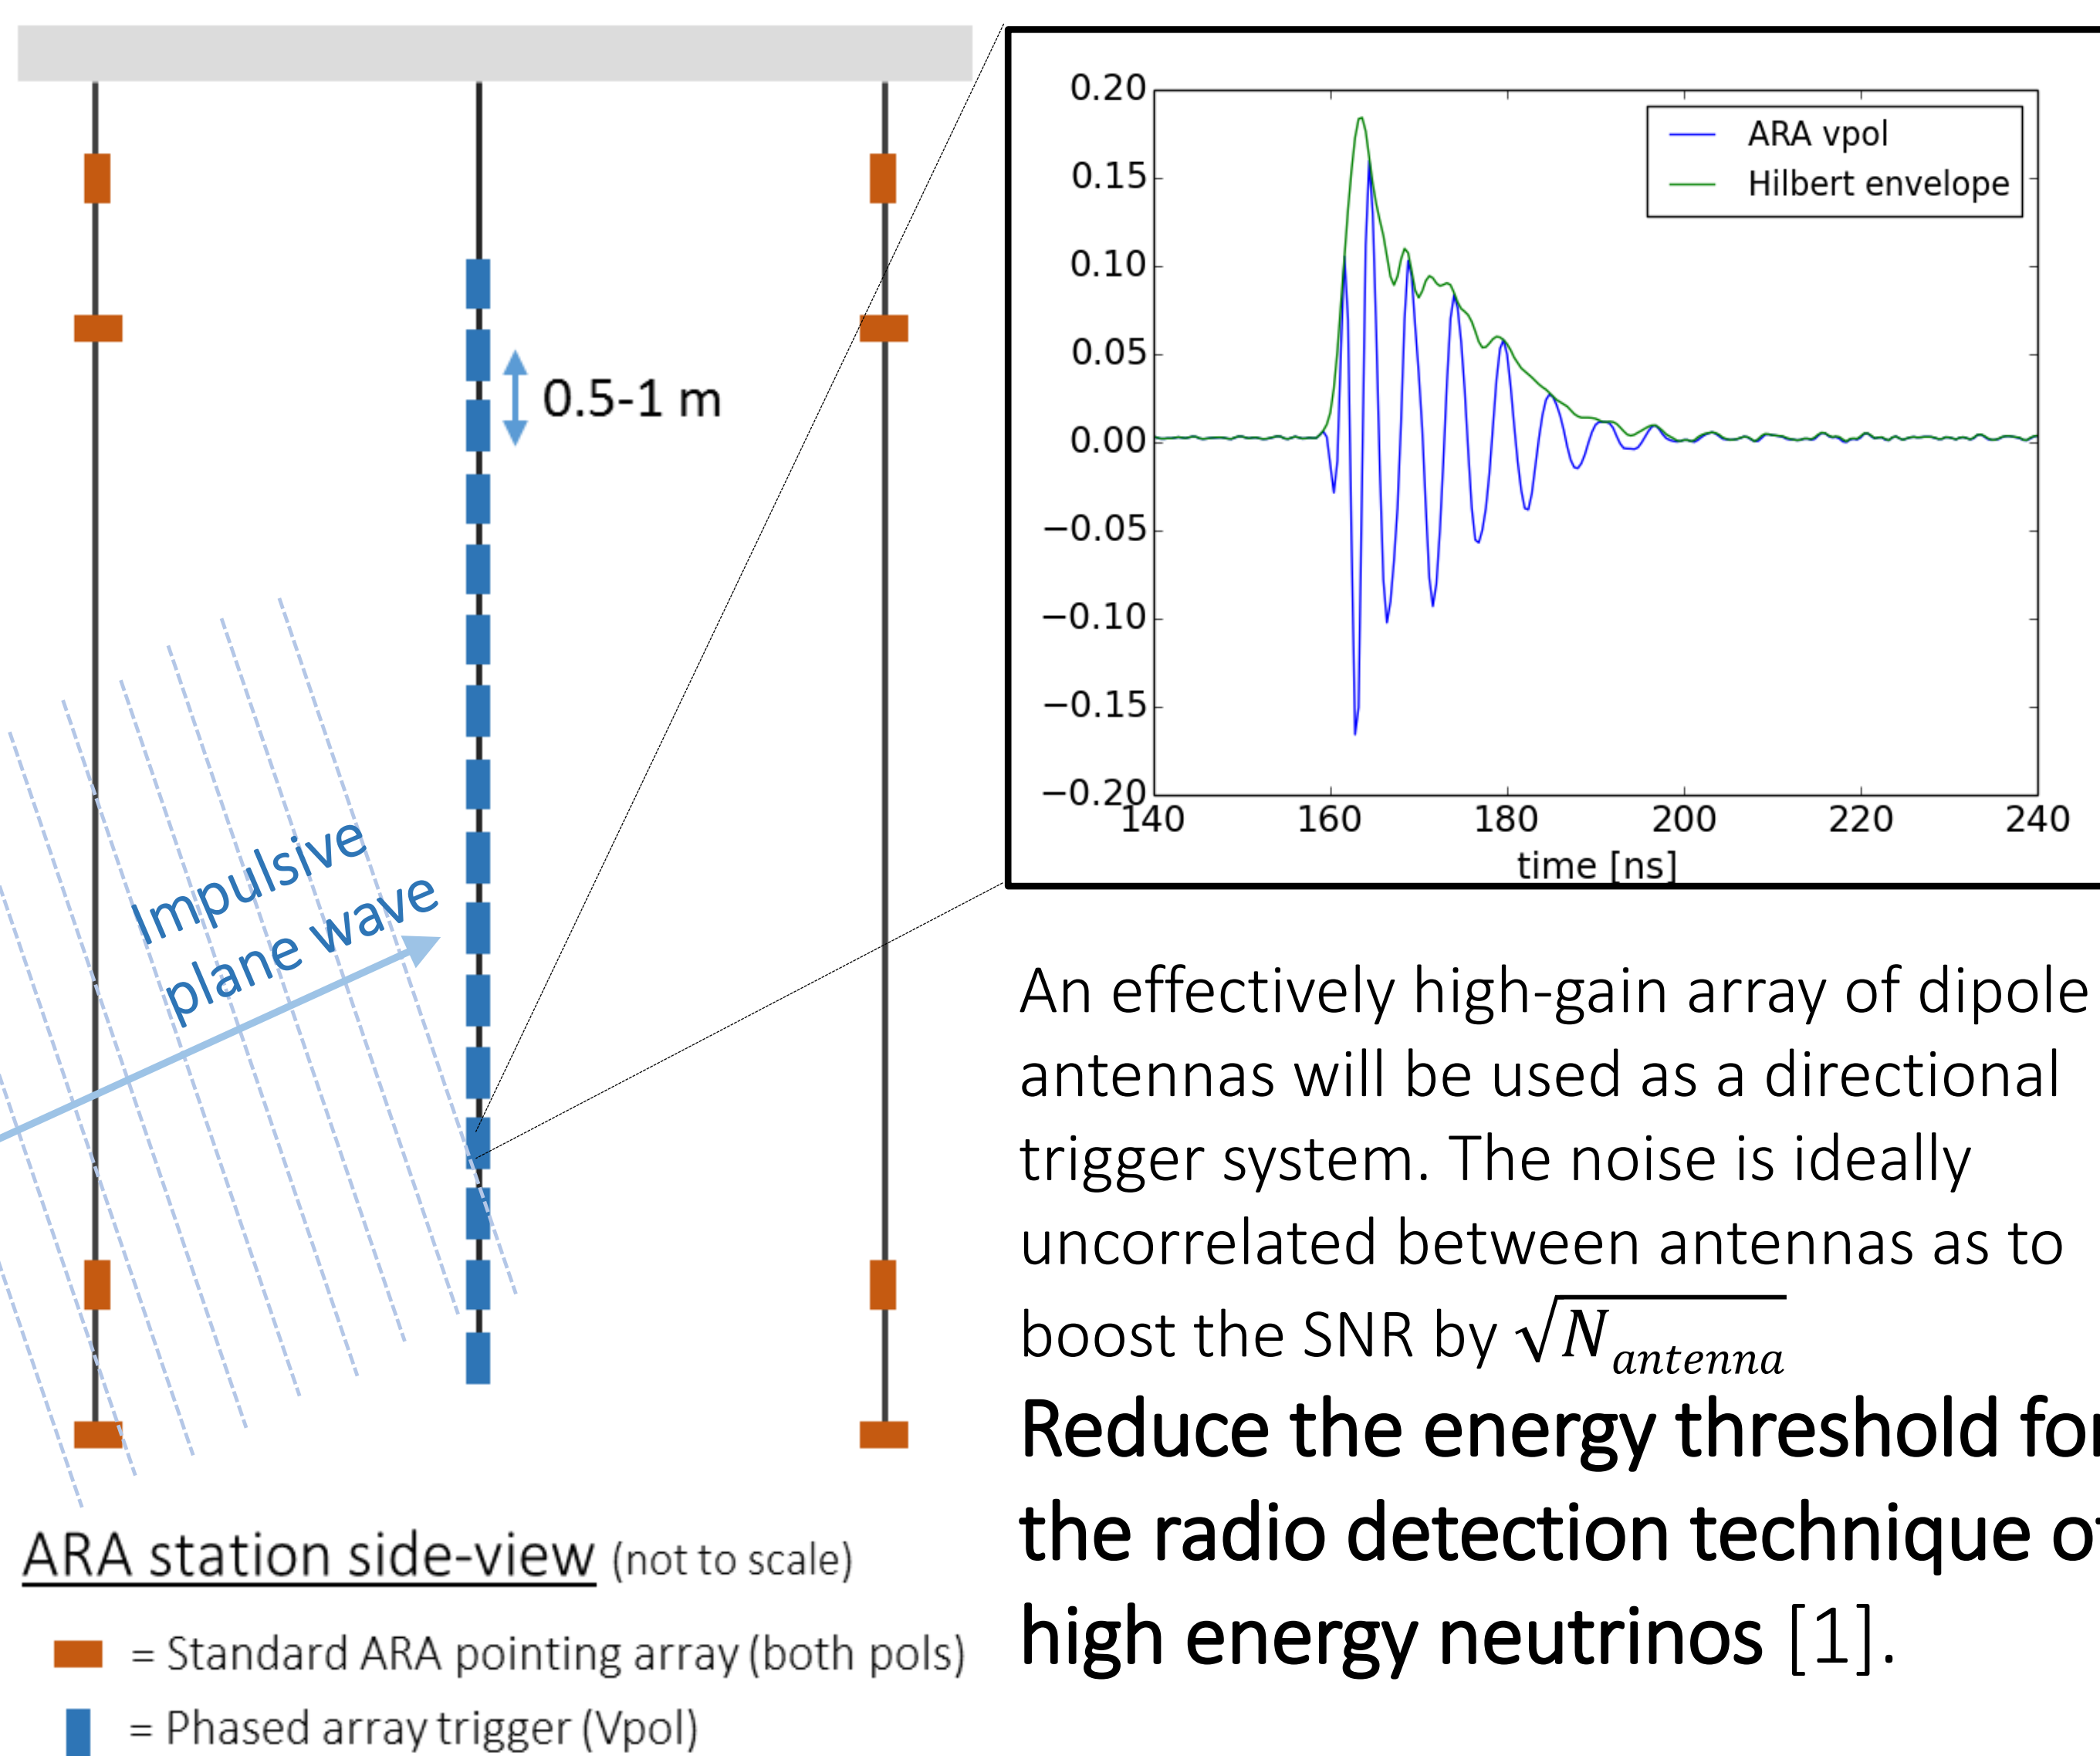 0.5-1 m
Impulsive
plane wave
ARA station side-view (not to scale)
= Standard ARA pointing array (both pols)
= Phased array trigger (Vpol)
0.20
0.15
0.10
0.05
0.00
−0.05
−0.10
−0.15
−0.20
140 160 180 200 220 240
time [ns]
ARA vpol
Hilbert envelope
An effectively high-gain array of dipole
antennas will be used as a directional
trigger system. The noise is ideally
uncorrelated between antennas as to
boost the SNR by √N_antenna
Reduce the energy threshold for
the radio detection technique of
high energy neutrinos [1].